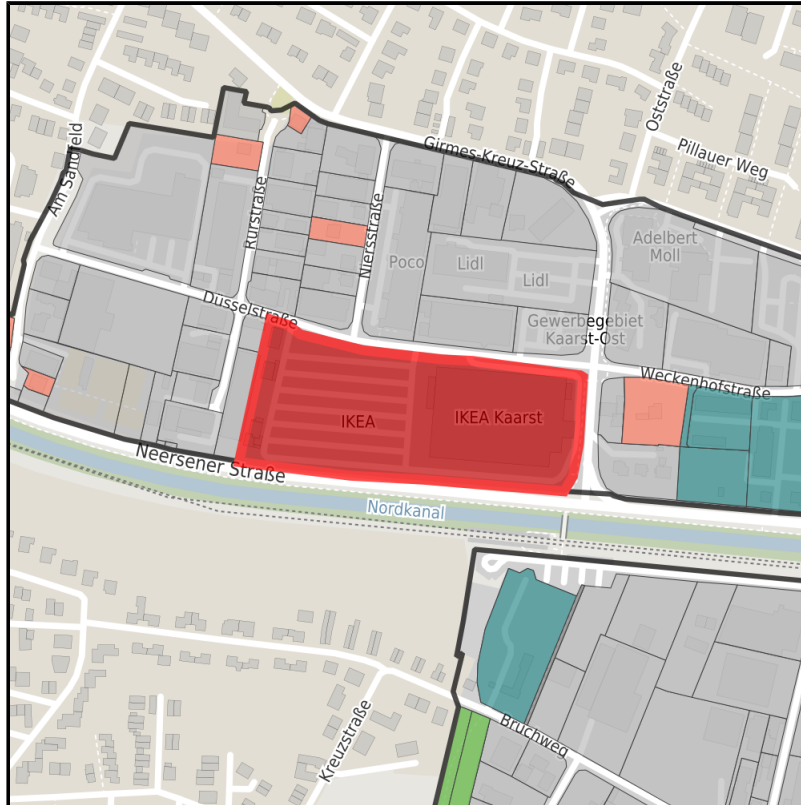 Oststraße
Girmes-Kreuz-Straße
Pillauer Weg
Am Sandfeld
Rurstraße
Niersstraße
Adelbert
Moll
Poco
Lidl
Lidl
Düsselstraße
Gewerbegebiet
Kaarst-Ost
Weckenhofstraße
IKEA
IKEA Kaarst
Neersener Straße
Nordkanal
Kreuzstraße
Bruchweg